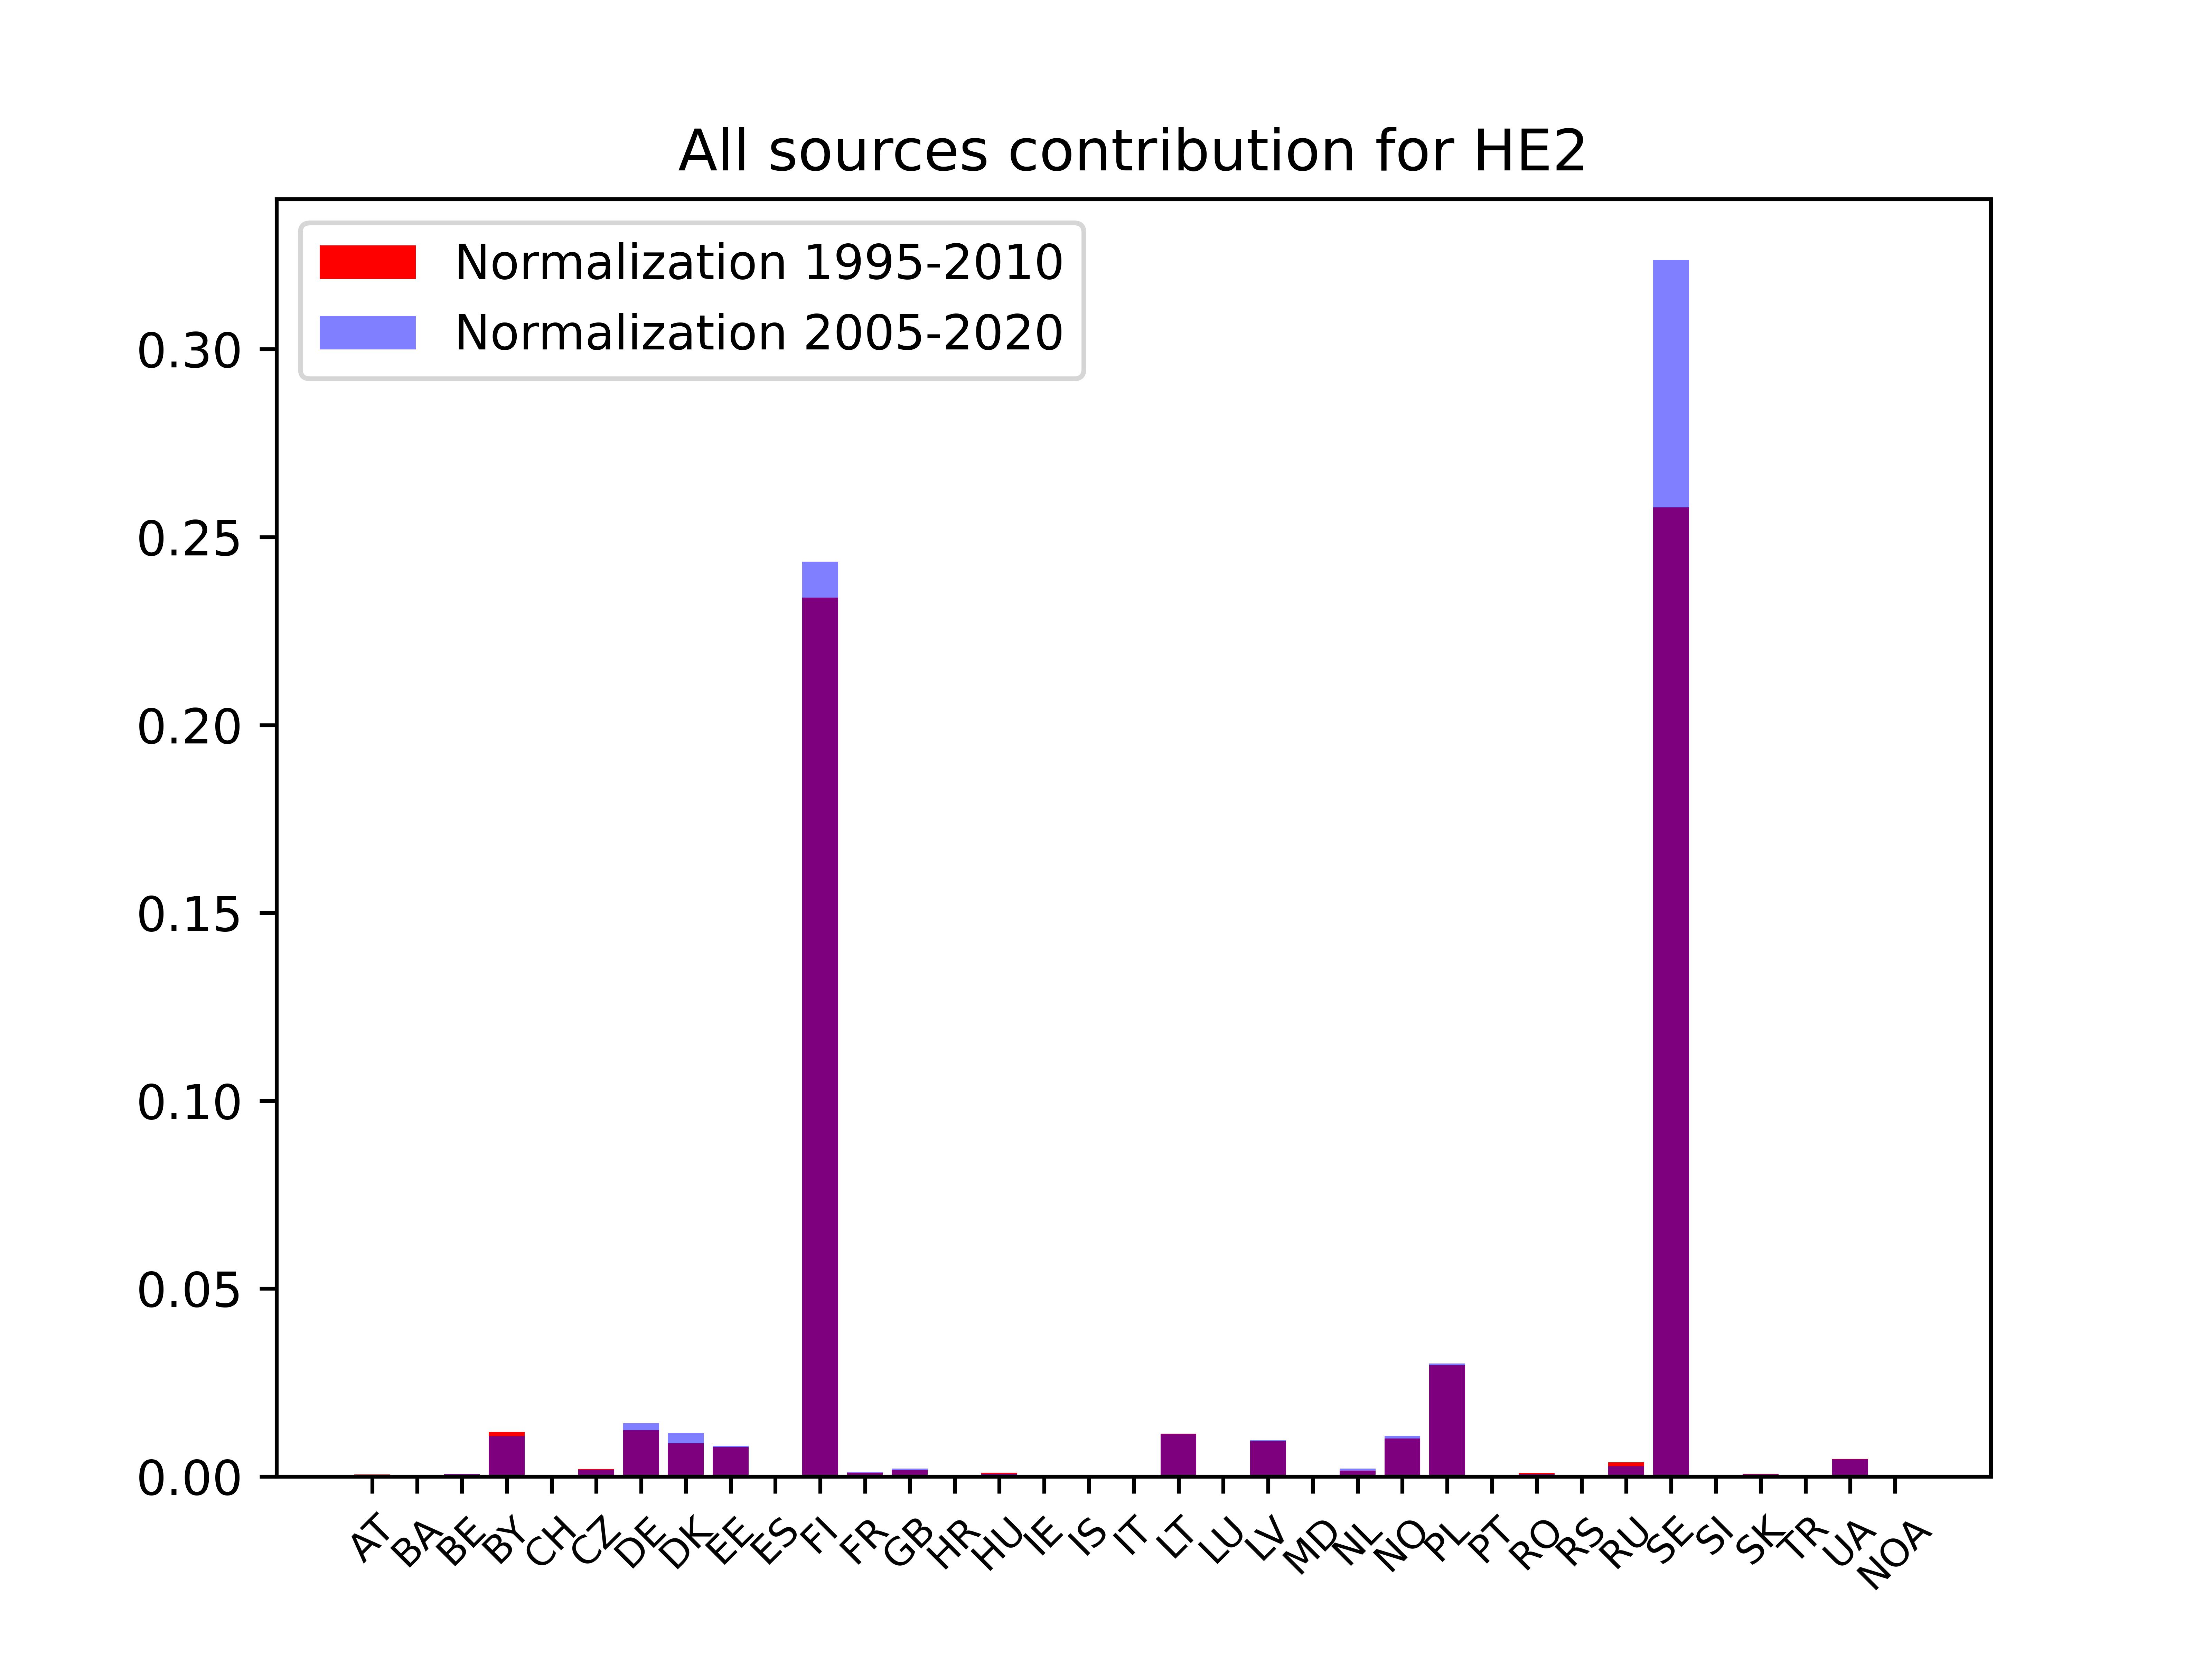 All sources contribution for HE2
Normalization 1995-2010
Normalization 2005-2020
0.30
0.25
0.20
0.15
0.10
0.05
0.00
AT BA BE BY CH CZ DE DK EE ES FI FR GB HR HU IE IS IT LT LU LV MD NL NO PL PT RO RS RU SE SI SK TR UA NOA